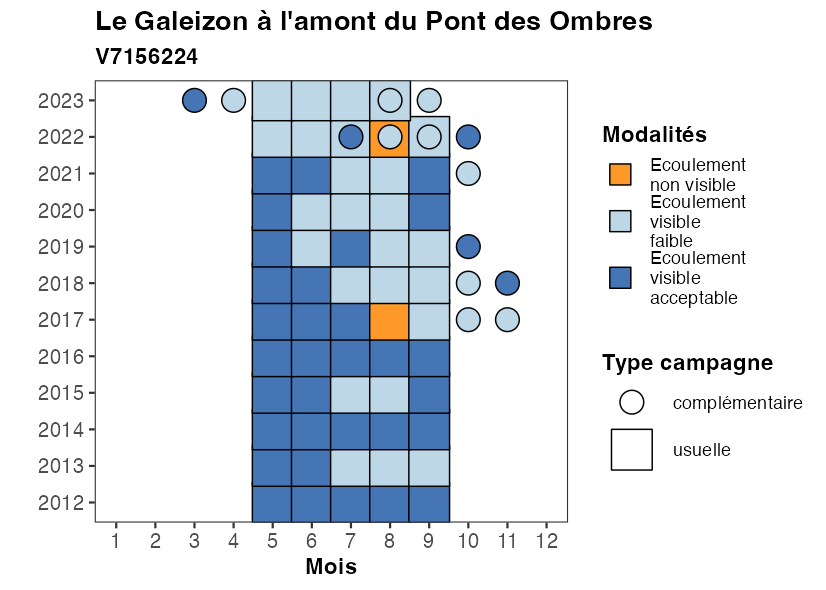 Le Galeizon à l'amont du Pont des Ombres
V7156224
2023
2022
2021
2020
2019
2018
2017
2016
2015
2014
2013
2012
1 2 3 4 5 6 7 8 9 10 11 12
Mois
Modalités
Ecoulement
non visible
Ecoulement
visible
faible
Ecoulement
visible
acceptable
Type campagne
complémentaire
usuelle